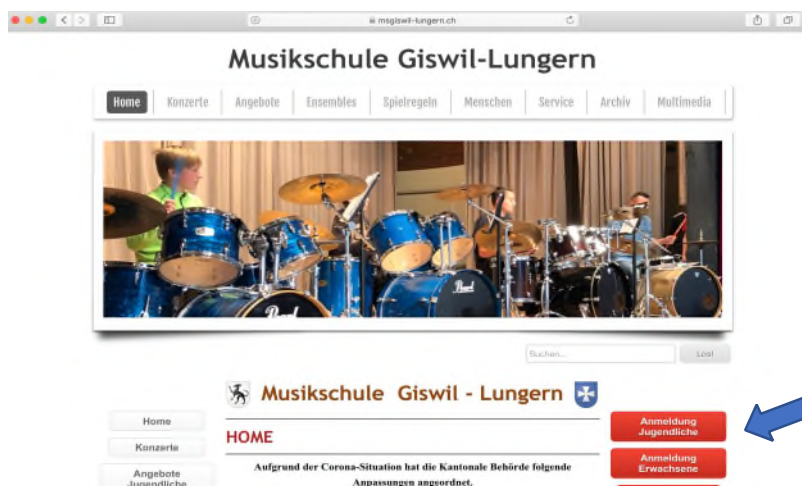 msgiswil-lungern.ch
Musikschule Giswil-Lungern
Home Konzerte Angebote Ensembles Spielregeln Menschen Service Archiv Multimedia
Pearl
Suchen... Los!
Musikschule Giswil - Lungern
Home
Konzerte
Angebote
Jugendliche
HOME
Aufgrund der Corona-Situation hat die Kantonale Behörde folgende
Anpassungen angeordnet.
Anmeldung
Jugendliche
Anmeldung
Erwachsene